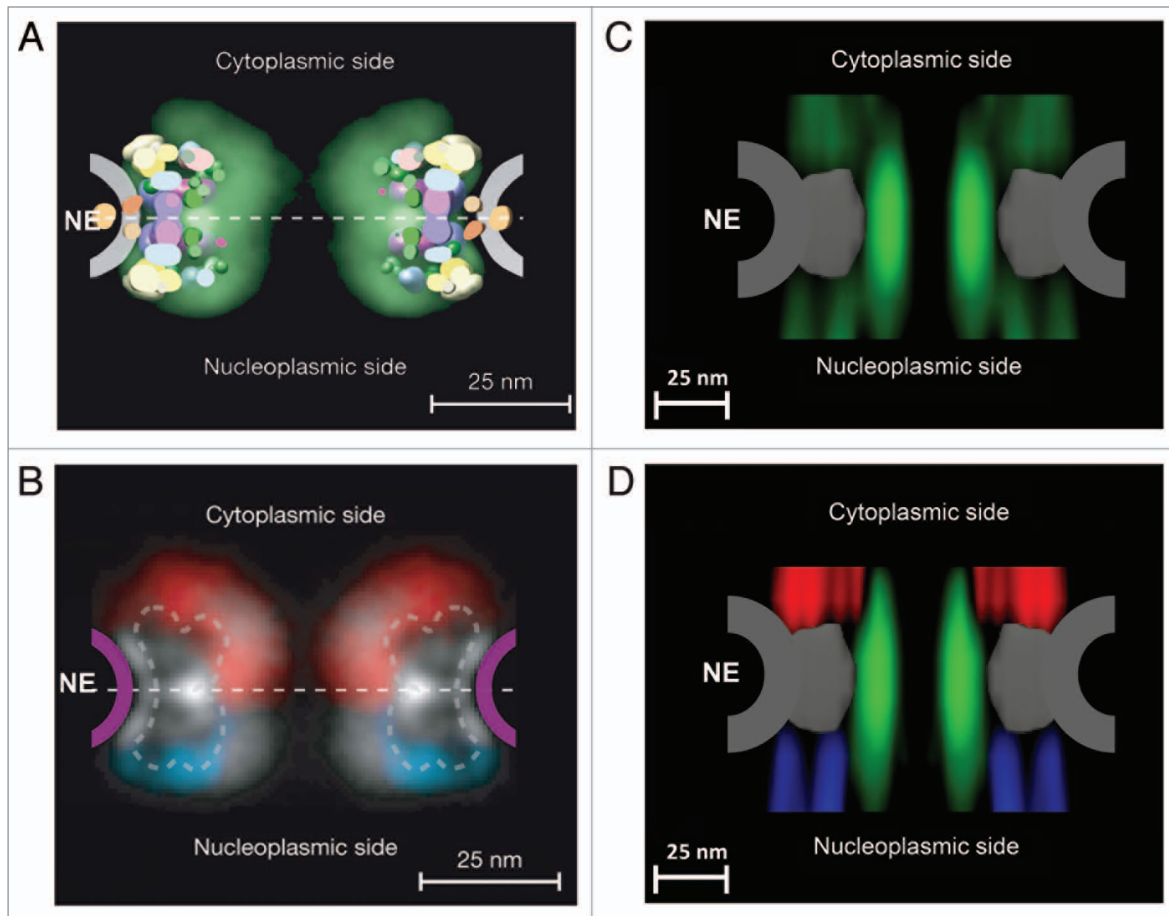 A
Cytoplasmic side
NE
Nucleoplasmic side
25 nm
C
Cytoplasmic side
NE
Nucleoplasmic side
25 nm
B
Cytoplasmic side
NE
Nucleoplasmic side
25 nm
D
Cytoplasmic side
NE
Nucleoplasmic side
25 nm